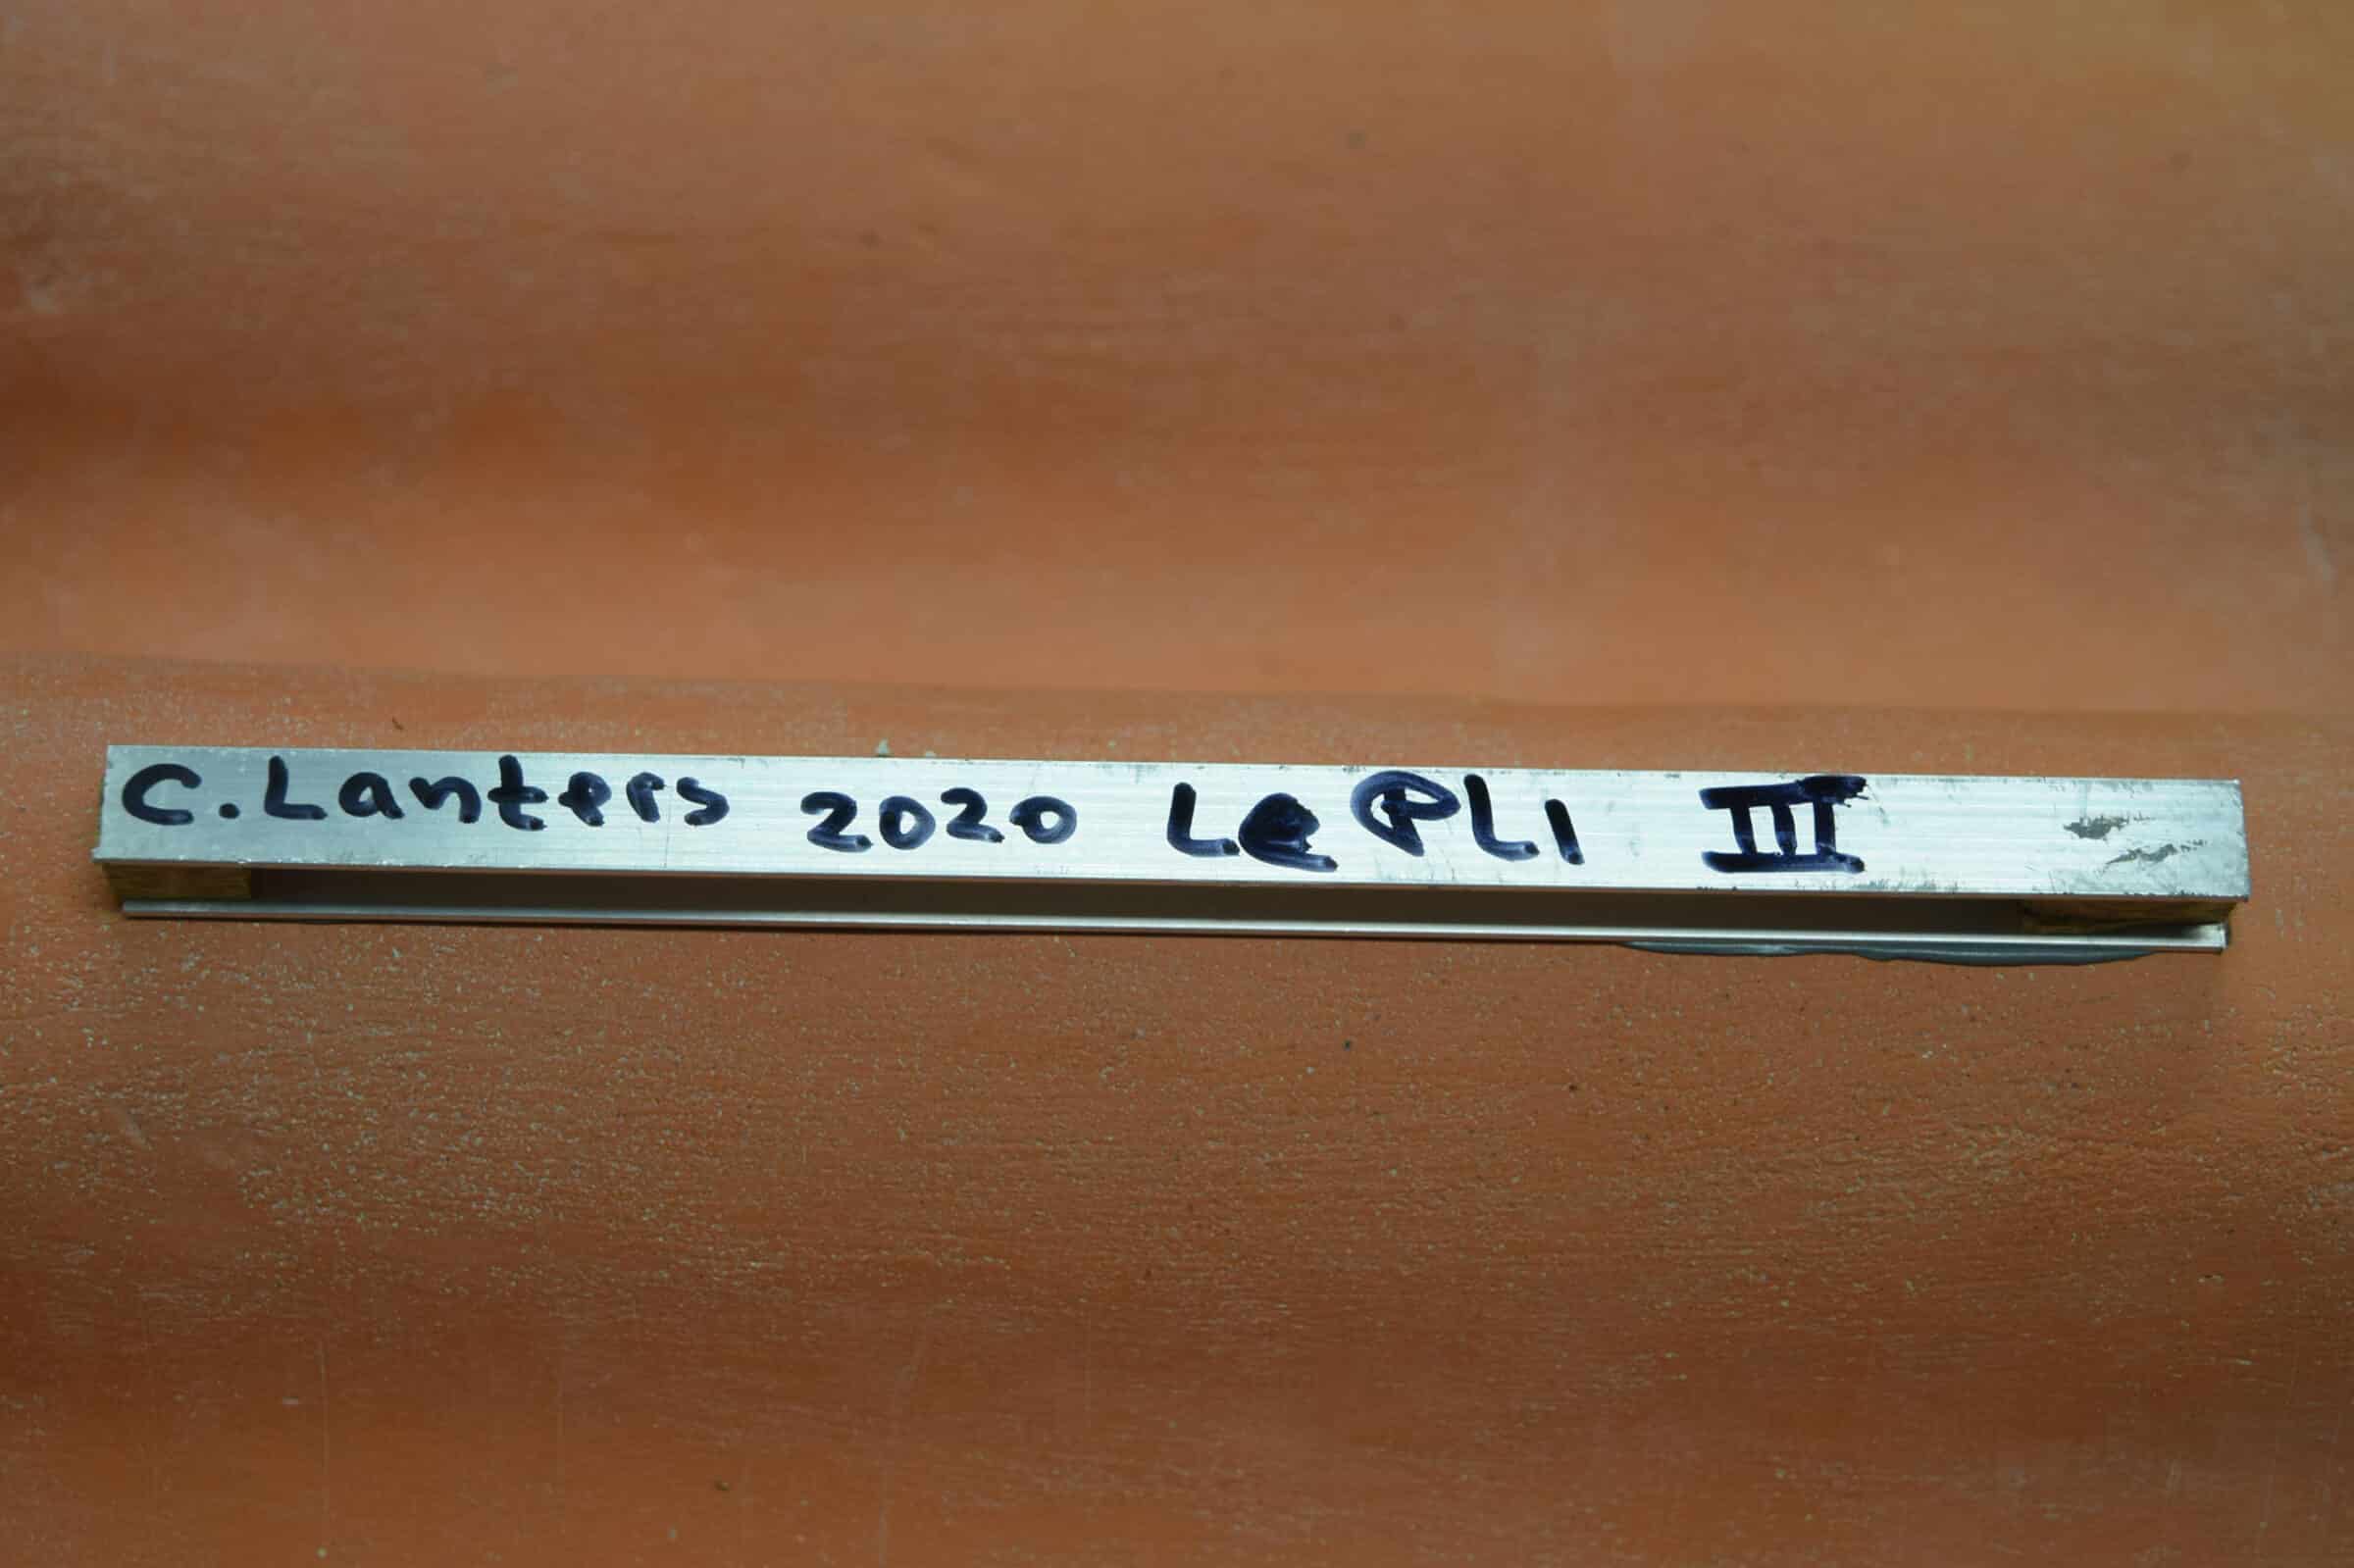 C. Lanters 2020 Le PLI III